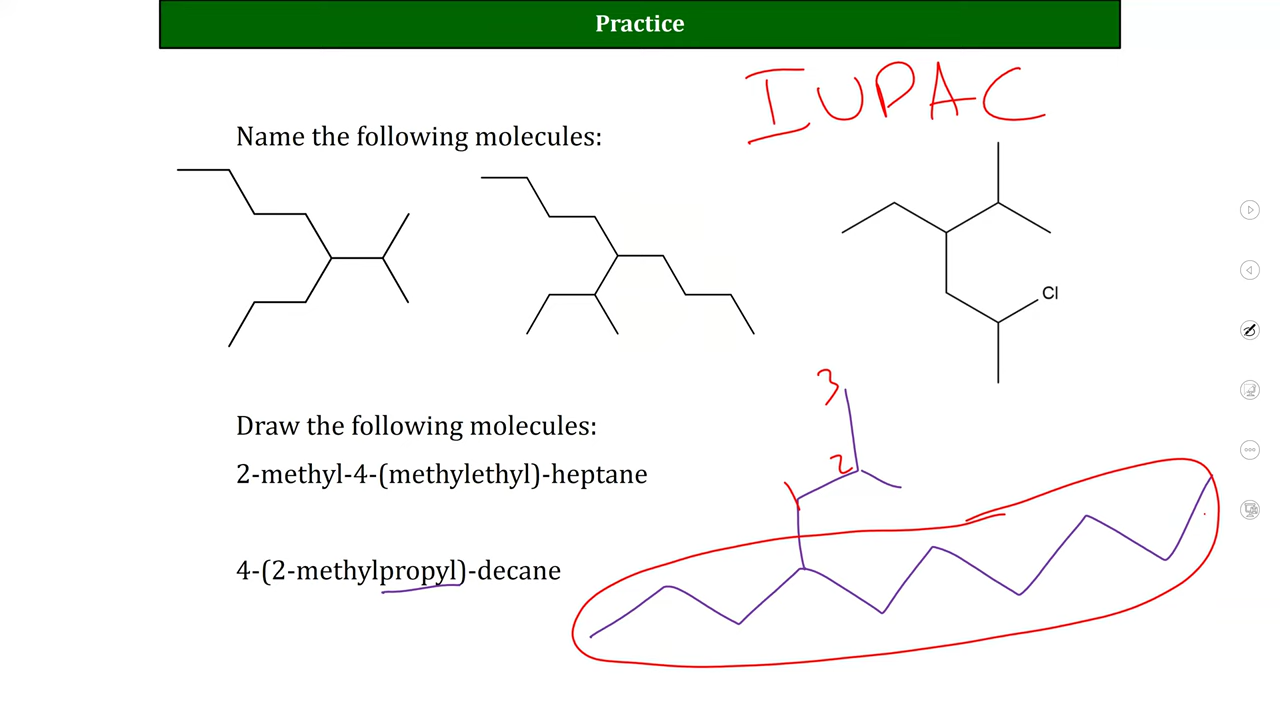 Practice
IUPAC
Name the following molecules:
Cl
Draw the following molecules:
3
2-methyl-4-(methylethyl)-heptane
2
1
4-(2-methylpropyl)-decane